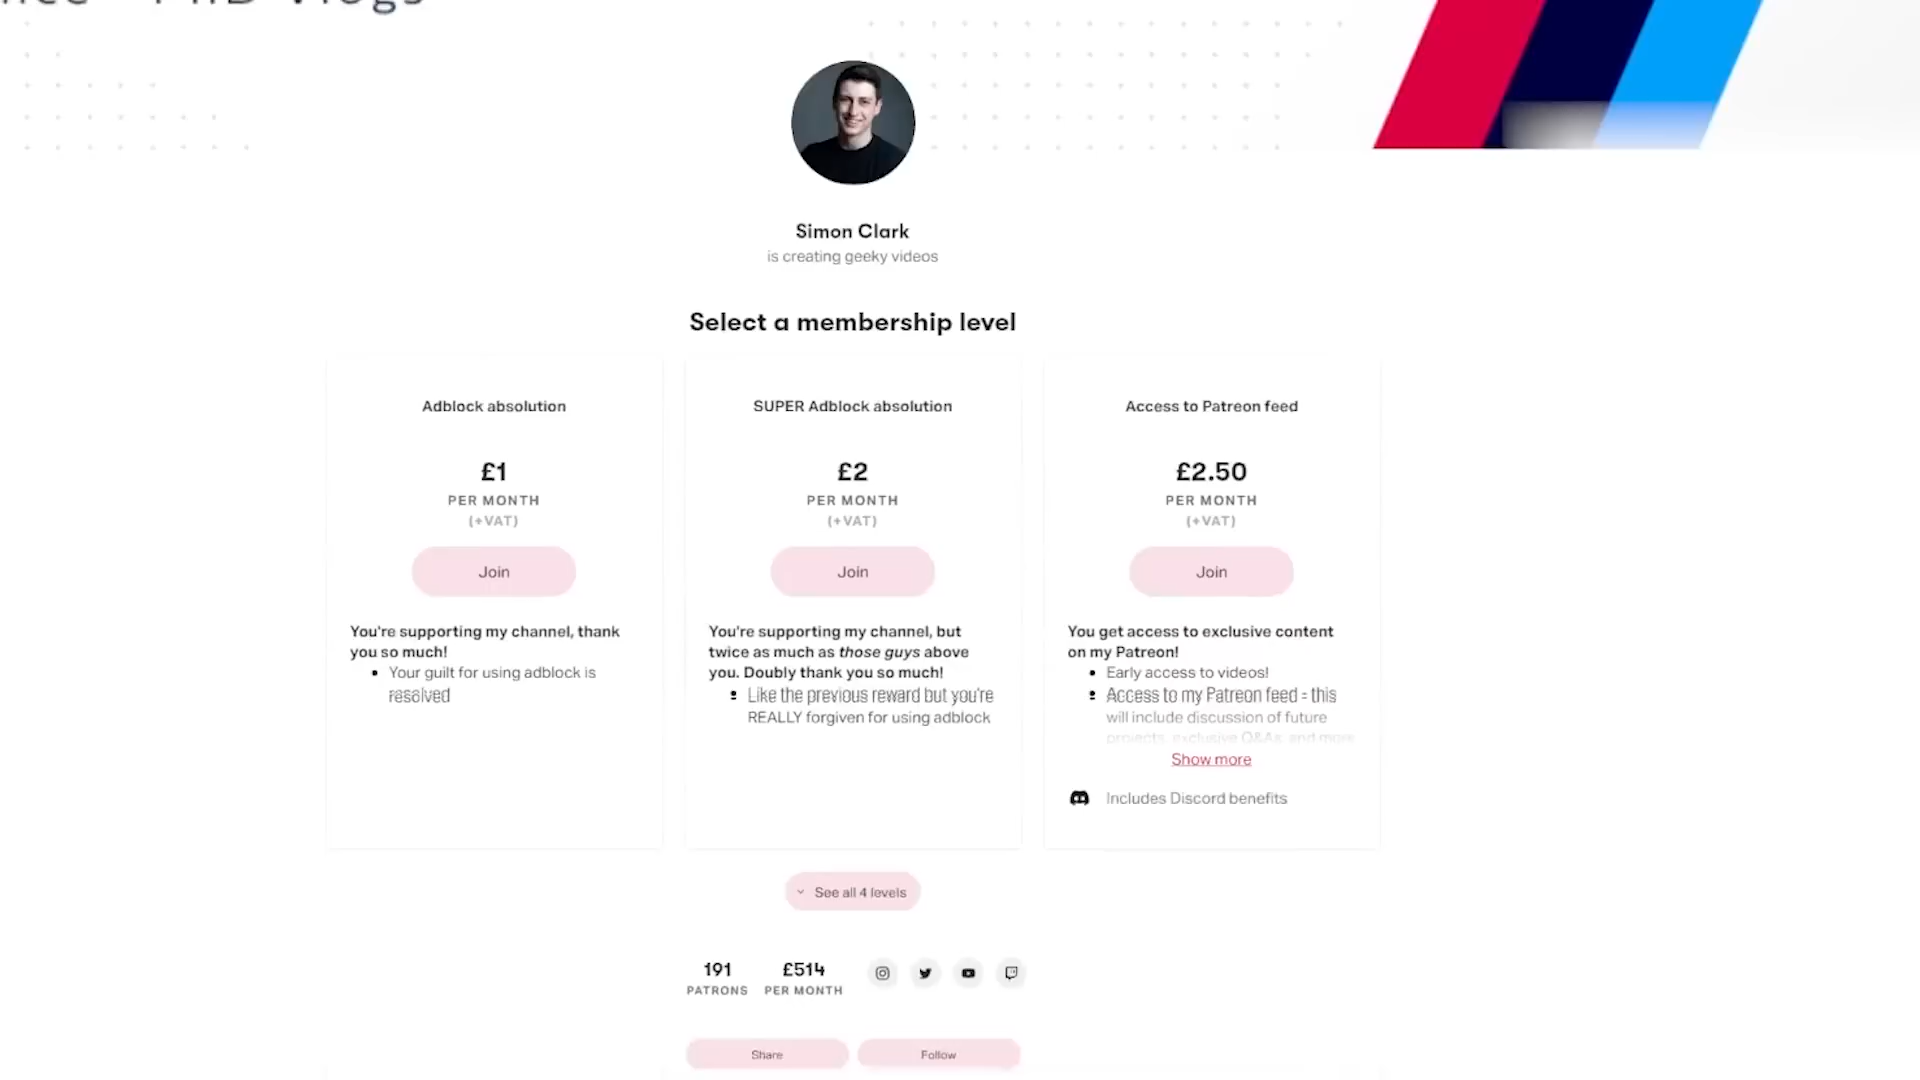 Vlogs
Simon Clark
is creating geeky videos
Select a membership level
Adblock absolution
£1
PER MONTH
(+VAT)
Join
You're supporting my channel, thank
you so much!
• Your guilt for using adblock is
resolved
SUPER Adblock absolution
£2
PER MONTH
(+VAT)
Join
You're supporting my channel, but
twice as much as those guys above
you. Doubly thank you so much!
• Like the previous reward but you're
REALLY forgiven for using adblock
Access to Patreon feed
£2.50
PER MONTH
(+VAT)
Join
You get access to exclusive content
on my Patreon!
• Early access to videos!
• Access to my Patreon feed - this
will include discussion of future
projects, exclusive Q&As, and more
Show more
Includes Discord benefits
See all 4 levels
191
PATRONS
£514
PER MONTH
Share
Follow